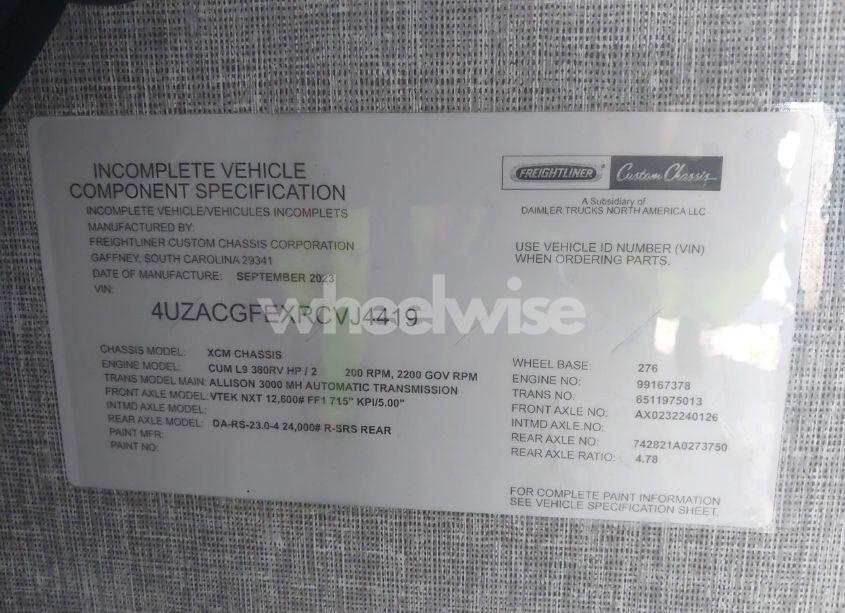 INCOMPLETE VEHICLE
COMPONENT SPECIFICATION
INCOMPLETE VEHICLE/VEHICULES INCOMPLETS
MANUFACTURED BY:
FREIGHTLINER CUSTOM CHASSIS CORPORATION
GAFFNEY, SOUTH CAROLINA 29341
DATE OF MANUFACTURE: SEPTEMBER 2023
VIN:
4UZACGFEXRCVJ4419
CHASSIS MODEL: XCM CHASSIS
ENGINE MODEL: CUM L9 380RV HP / 2 200 RPM, 2200 GOV RPM
TRANS MODEL MAIN: ALLISON 3000 MH AUTOMATIC TRANSMISSION
FRONT AXLE MODEL: VTEK NXT 12,600# FF1 71.5" KPI/5.00"
INTMD AXLE MODEL:
REAR AXLE MODEL: DA-RS-23.0-4 24,000# R-SRS REAR
PAINT MFR:
PAINT NO:
FREIGHTLINER Custom Chassis
A Subsidiary of
DAIMLER TRUCKS NORTH AMERICA LLC
USE VEHICLE ID NUMBER (VIN)
WHEN ORDERING PARTS.
WHEEL BASE: 276
ENGINE NO: 99167378
TRANS NO: 6511975013
FRONT AXLE NO: AX0232240126
INTMD AXLE.NO:
REAR AXLE NO: 742821A0273750
REAR AXLE RATIO: 4.78
FOR COMPLETE PAINT INFORMATION
SEE VEHICLE SPECIFICATION SHEET.
wheelwise